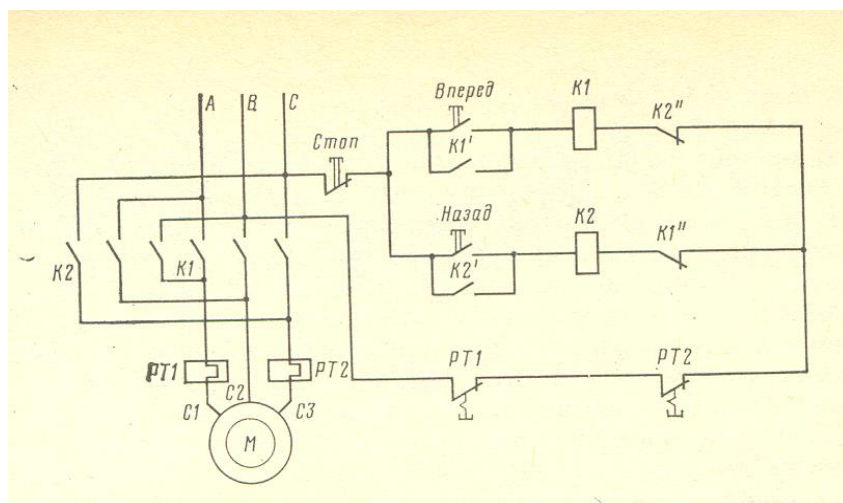 А В С
Стоп
Вперед
К1'
К1
К2"
Назад
К2'
К2
К1"
К2
К1
РТ1
РТ2
С1
С2
С3
М
РТ1
РТ2